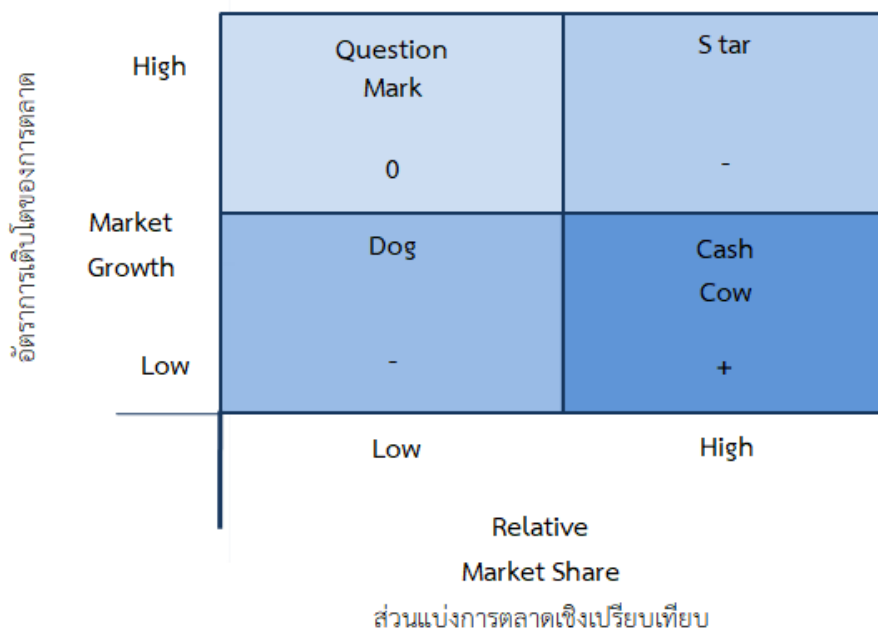 อัตราการเติบโตของการตลาด
High
Question
Mark
0
S tar
-
Market
Growth
Low
Dog
-
Cash
Cow
+
Low
High
Relative
Market Share
ส่วนแบ่งการตลาดเชิงเปรียบเทียบ